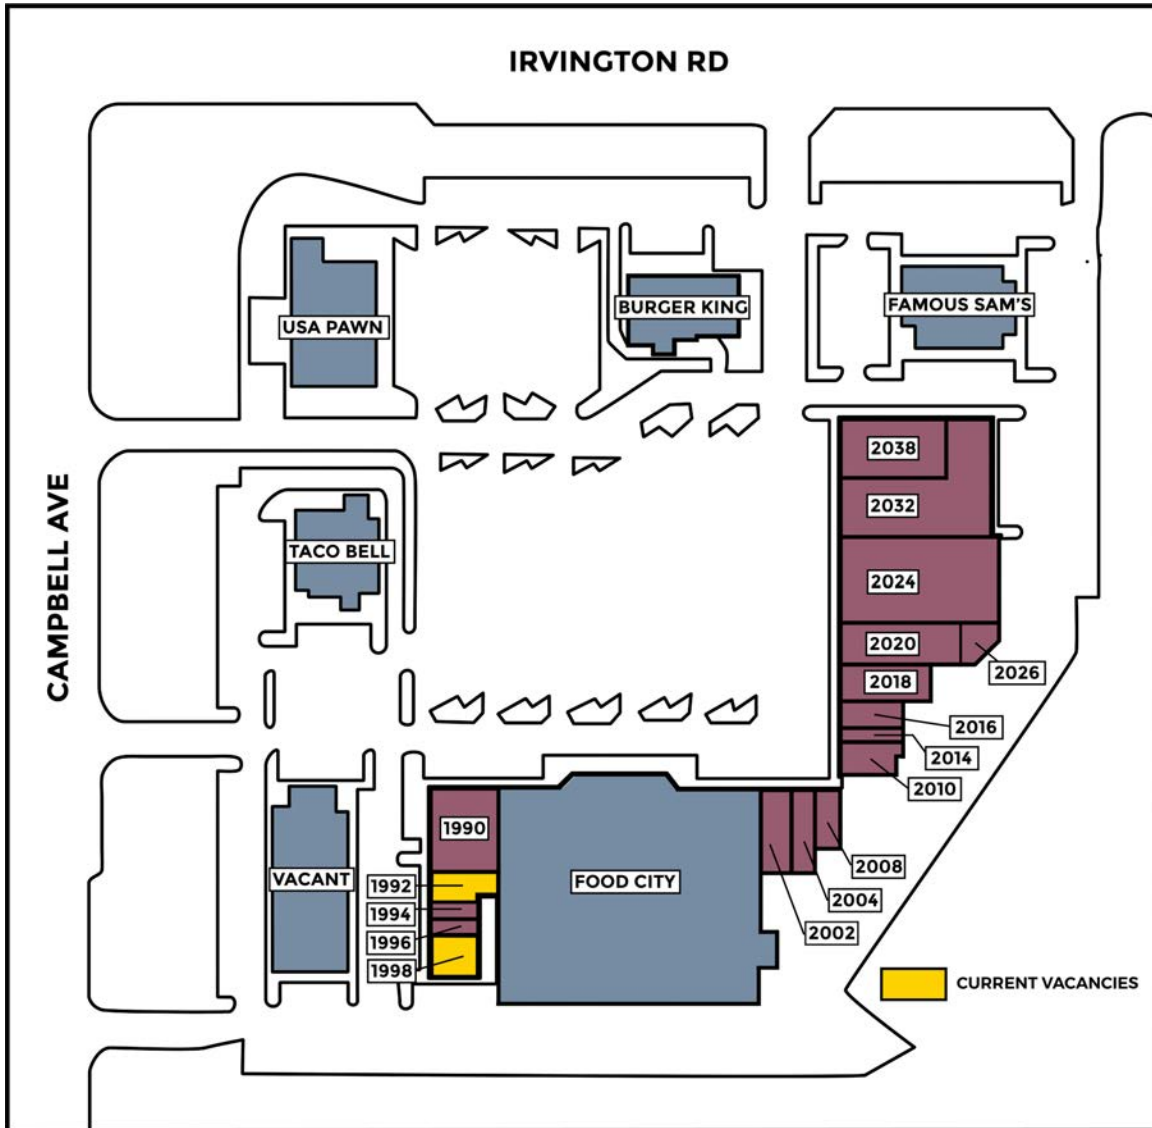 IRVINGTON RD
CAMPBELL AVE
USA PAWN
BURGER KING
FAMOUS SAM'S
2038
2032
TACO BELL
2024
2020
2026
2018
2016
2014
2010
1990
2008
VACANT
1992
FOOD CITY
2004
1994
2002
1996
1998
CURRENT VACANCIES